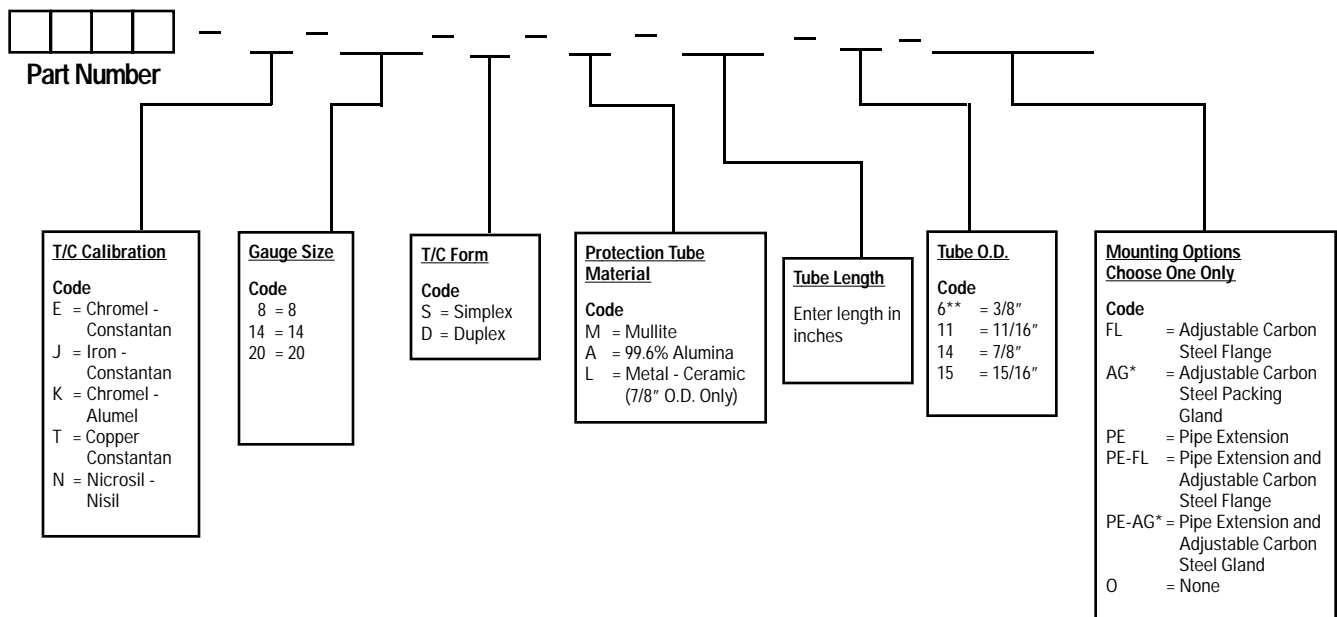 Part Number
T/C Calibration
Code
E = Chromel -
Constantan
J = Iron -
Constantan
K = Chromel -
Alumel
T = Copper
Constantan
N = Nicrosil -
Nisil
Gauge Size
Code
8 = 8
14 = 14
20 = 20
T/C Form
Code
S = Simplex
D = Duplex
Protection Tube
Material
Code
M = Mullite
A = 99.6% Alumina
L = Metal - Ceramic
(7/8″ O.D. Only)
Tube Length
Enter length in
inches
Tube O.D.
Code
6** = 3/8″
11 = 11/16″
14 = 7/8″
15 = 15/16″
Mounting Options
Choose One Only
Code
FL = Adjustable Carbon
Steel Flange
AG* = Adjustable Carbon
Steel Packing
Gland
PE = Pipe Extension
PE-FL = Pipe Extension and
Adjustable Carbon
Steel Flange
PE-AG* = Pipe Extension and
Adjustable Carbon
Steel Gland
O = None